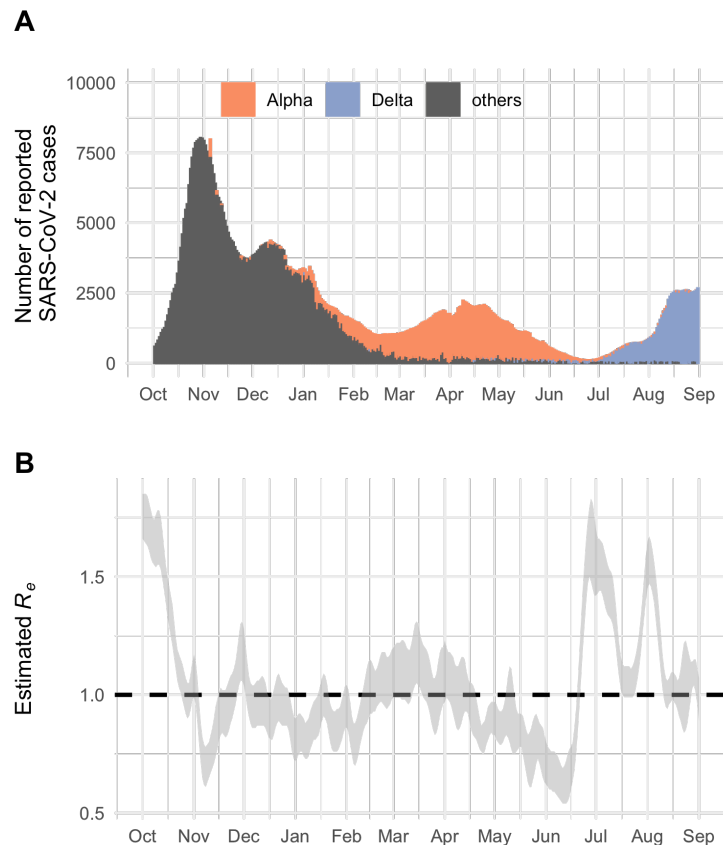 A
Number of reported
SARS-CoV-2 cases
10000
7500
5000
2500
0
Alpha Delta others
Oct Nov Dec Jan Feb Mar Apr May Jun Jul Aug Sep
B
Estimated Re
1.5
1.0
0.5
Oct Nov Dec Jan Feb Mar Apr May Jun Jul Aug Sep